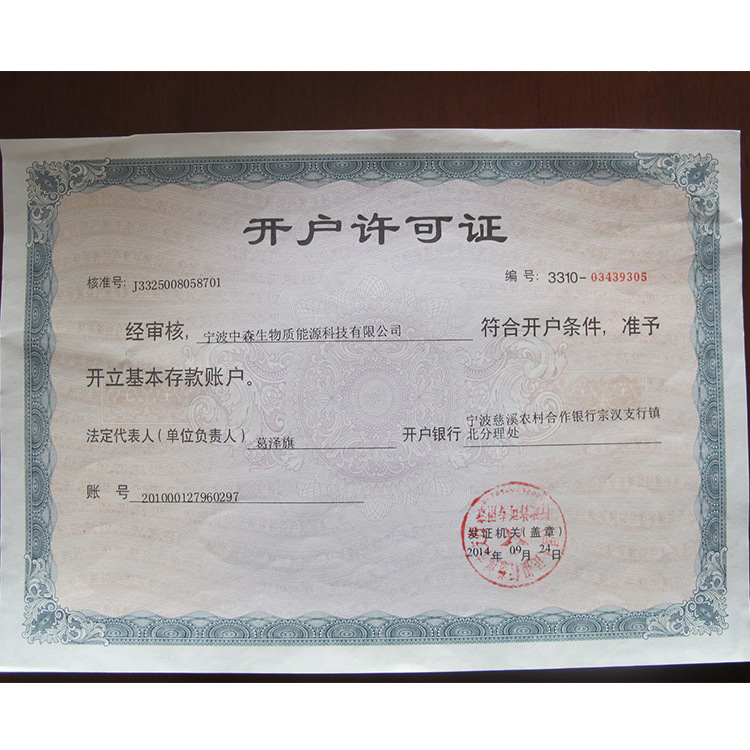 开户许可证
核准号: J3325008058701 编号: 3310-03439305
经审核, 宁波中森生物质能源科技有限公司 符合开户条件, 准予
开立基本存款账户。
法定代表人(单位负责人) 葛泽旗 开户银行 宁波慈溪农村合作银行宗汉支行镇
北分理处
账 号 201000127960297
发证机关(盖章)
2014年 09月 24日